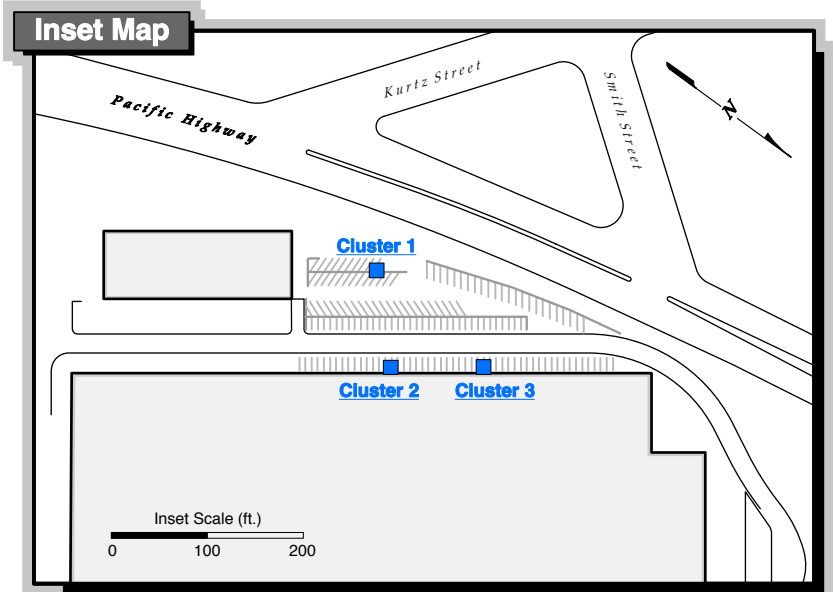 Inset Map
Kurtz Street
Smith Street
Pacific Highway
N
Cluster 1
Cluster 2
Cluster 3
Inset Scale (ft.)
0 100 200